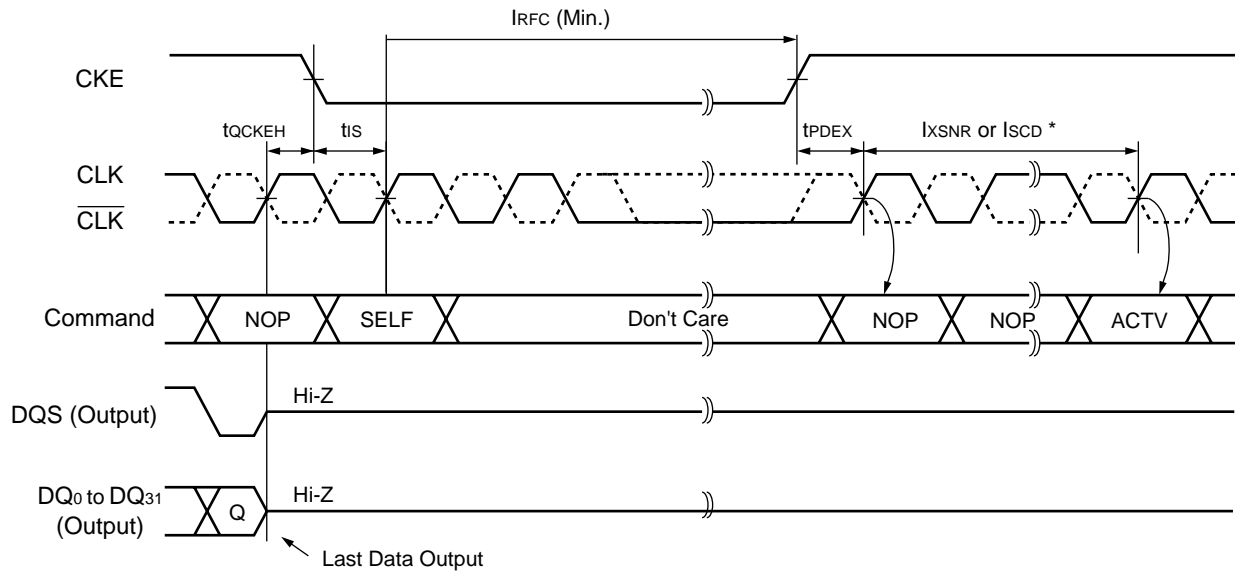 IRFC (Min.)
CKE
tQCKEH
tIS
tPDEX
IXSNR or ISCD *
CLK
CLK
Command
NOP
SELF
Don't Care
NOP
NOP
ACTV
DQS (Output)
Hi-Z
DQ0 to DQ31
(Output)
Q
Hi-Z
Last Data Output